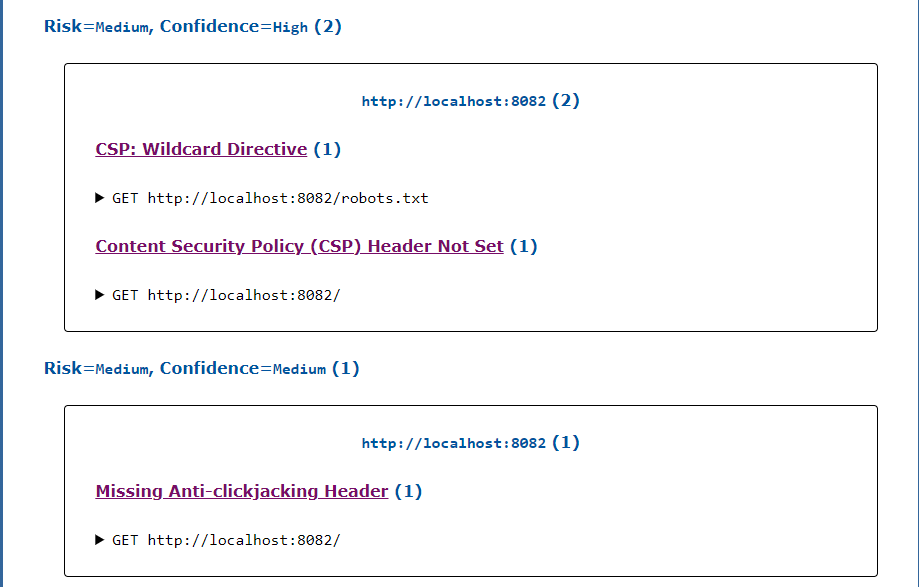 Risk=Medium, Confidence=High (2)
http://localhost:8082 (2)
CSP: Wildcard Directive (1)
▶ GET http://localhost:8082/robots.txt
Content Security Policy (CSP) Header Not Set (1)
▶ GET http://localhost:8082/
Risk=Medium, Confidence=Medium (1)
http://localhost:8082 (1)
Missing Anti-clickjacking Header (1)
▶ GET http://localhost:8082/